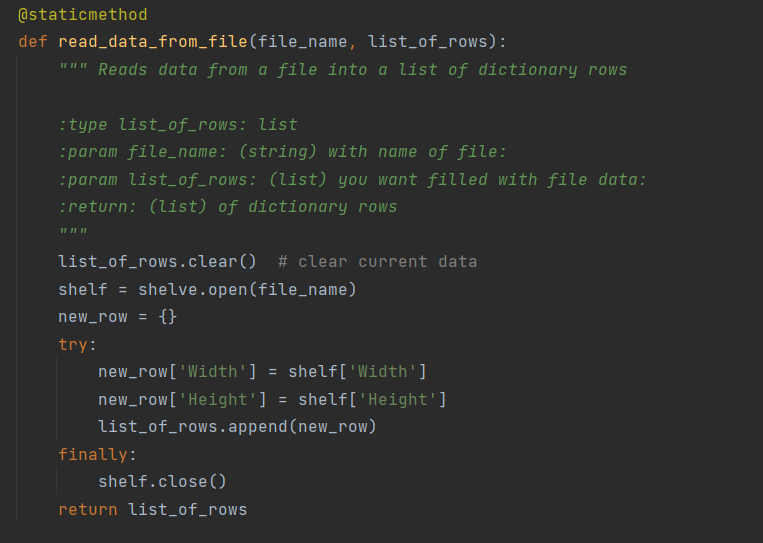 @staticmethod
def read_data_from_file(file_name, list_of_rows):
""" Reads data from a file into a list of dictionary rows
:type list_of_rows: list
:param file_name: (string) with name of file:
:param list_of_rows: (list) you want filled with file data:
:return: (list) of dictionary rows
"""
list_of_rows.clear()  # clear current data
shelf = shelve.open(file_name)
new_row = {}
try:
new_row['Width'] = shelf['Width']
new_row['Height'] = shelf['Height']
list_of_rows.append(new_row)
finally:
shelf.close()
return list_of_rows